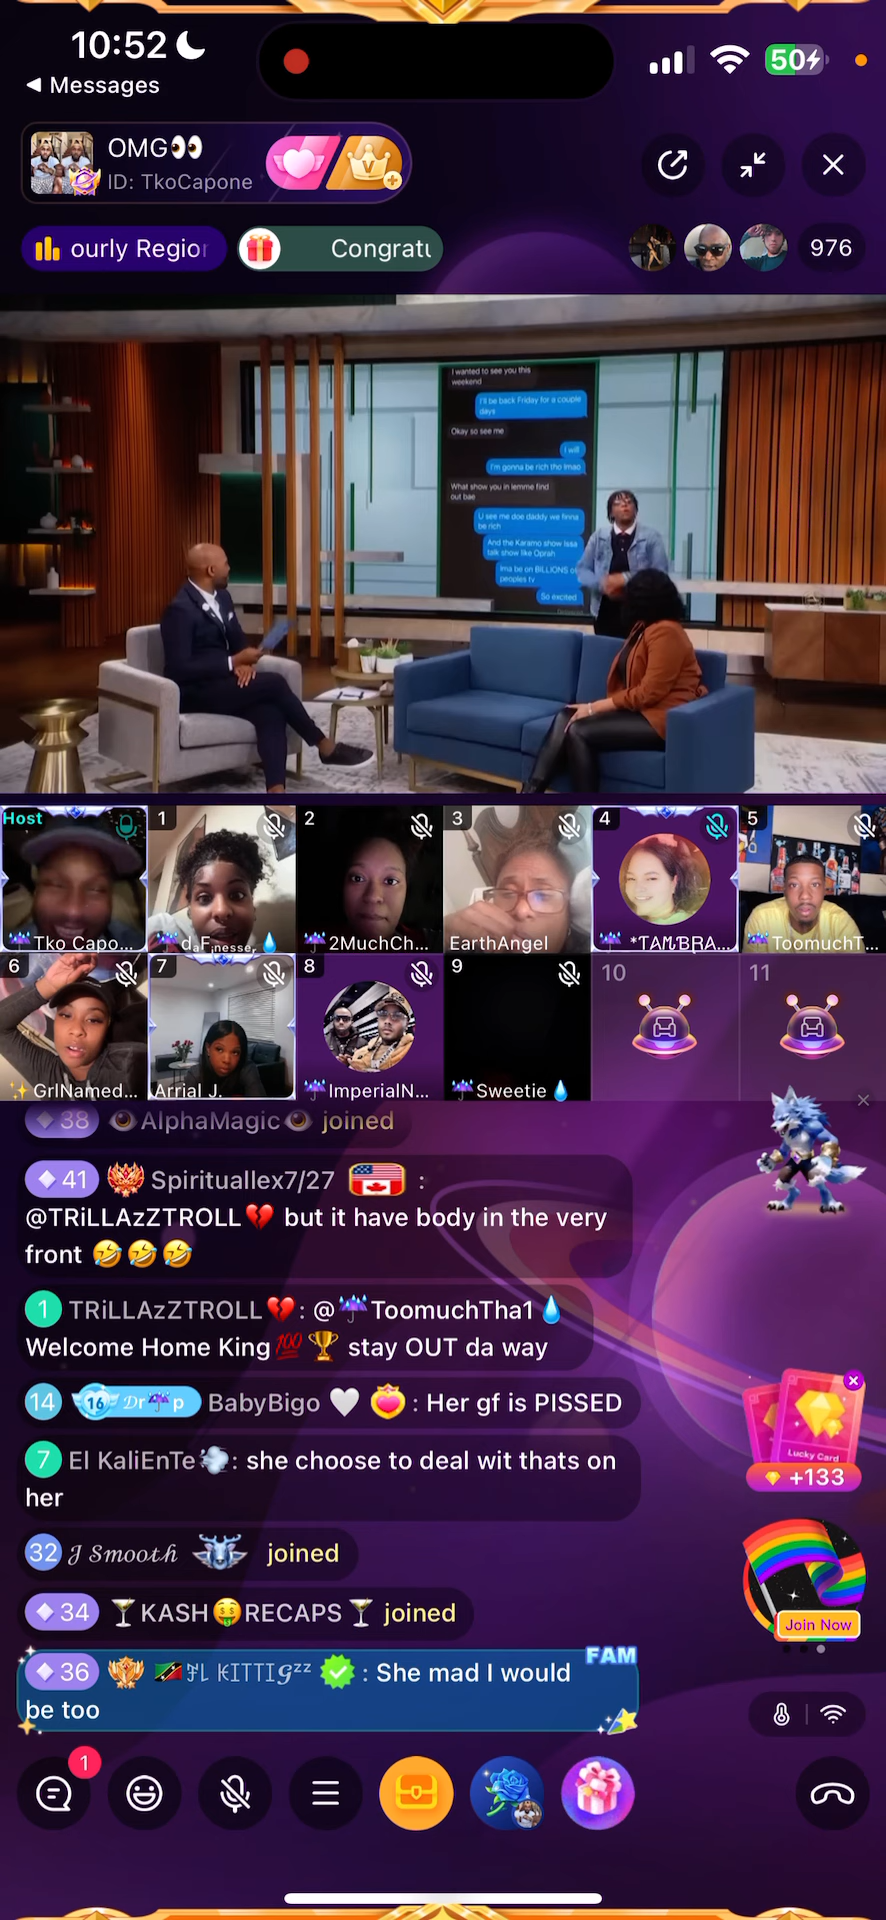 10:52
50
◀ Messages
OMG👀
ID: TkoCapone
V
ourly Region
Congratu
976
I wanted to see you this
weekend
I'll be back Friday for a couple
days
Okay so see me
I will
I'm gonna be rich tho lmao
What show you in lemme find
out bae
U see me doe daddy we finna
be rich
And the Karamo show issa
talk show like Oprah
Ima be on BILLIONS o
peoples tv
So excited
Host
1
2
3
4
5
☔Tko Capo...
☔dₐFᵢₙₑₛₛₑᵣ💧
☔2MuchCh...
EarthAngel
☔ *TAMBRA...
☔ToomuchT...
6
7
8
9
10
11
✨GrlNamed...
Arrial J.
☔ImperialN...
☔Sweetie💧
38 👁AlphaMagic👁 joined
41 Spirituallex7/27 :
@TRiLLAzZTROLL💔 but it have body in the very
front 🤣🤣🤣
1 TRiLLAzZTROLL💔: @☔ToomuchTha1💧
Welcome Home King💯🏆 stay OUT da way
14 16 𝒟𝓇☔p BabyBigo 🤍 : Her gf is PISSED
7 El KaliEnTe💨: she choose to deal wit thats on
her
32 𝒥 𝒮𝓂𝑜𝑜𝓉𝒽 joined
34 🍸KASH🤑RECAPS🍸 joined
FAM
36 🇰🇳 ꌗL KITTIGᶻᶻ ✅ : She mad I would
be too
Lucky Card
+133
Join Now
1